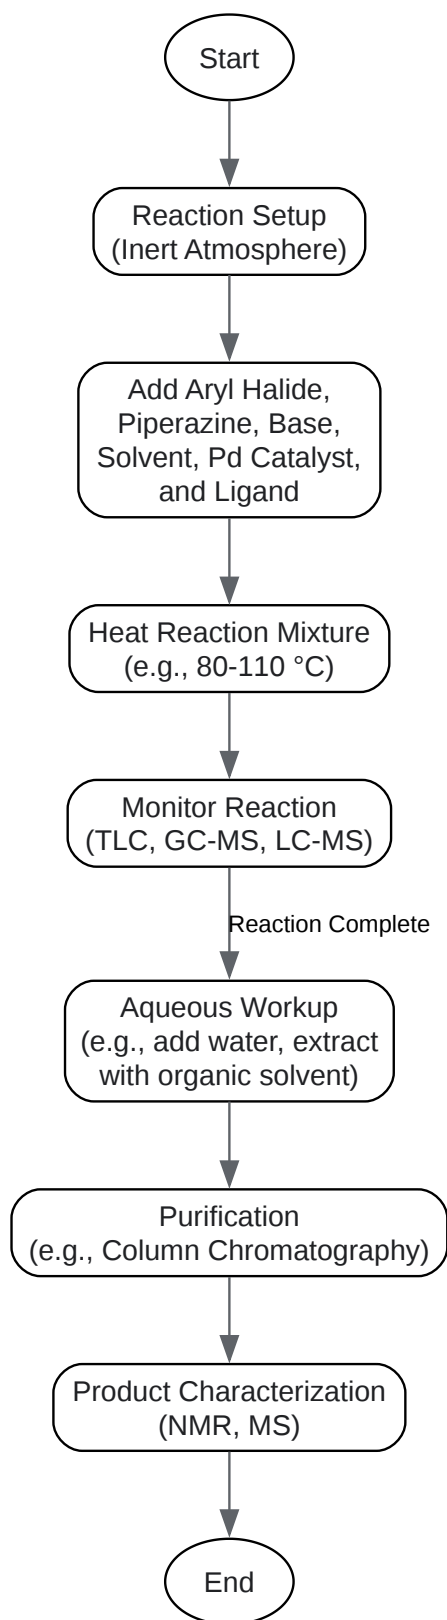 Start
Reaction Setup
(Inert Atmosphere)
Add Aryl Halide,
Piperazine, Base,
Solvent, Pd Catalyst,
and Ligand
Heat Reaction Mixture
(e.g., 80-110 °C)
Monitor Reaction
(TLC, GC-MS, LC-MS)
Reaction Complete
Aqueous Workup
(e.g., add water, extract
with organic solvent)
Purification
(e.g., Column Chromatography)
Product Characterization
(NMR, MS)
End